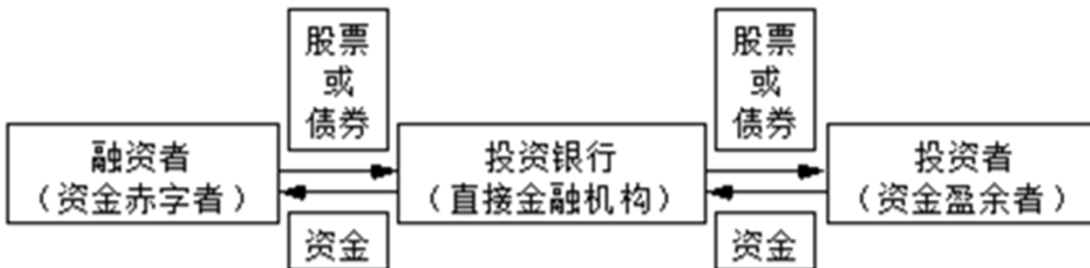 股票
或
债券
股票
或
债券
融资者
（资金赤字者）
投资银行
（直接金融机构）
投资者
（资金盈余者）
资金
资金